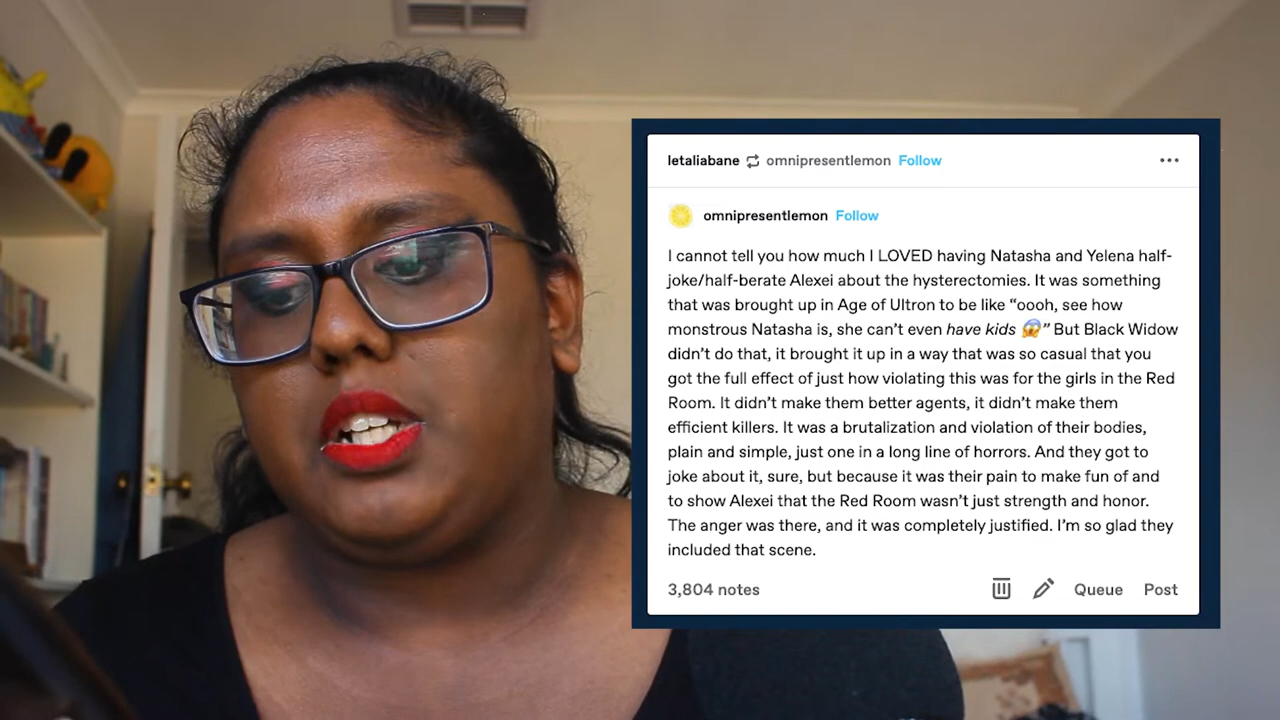 letaliabane omnipresentlemon Follow
omnipresentlemon Follow
I cannot tell you how much I LOVED having Natasha and Yelena half-
joke/half-berate Alexei about the hysterectomies. It was something
that was brought up in Age of Ultron to be like “oooh, see how
monstrous Natasha is, she can’t even have kids 😱” But Black Widow
didn’t do that, it brought it up in a way that was so casual that you
got the full effect of just how violating this was for the girls in the Red
Room. It didn’t make them better agents, it didn’t make them
efficient killers. It was a brutalization and violation of their bodies,
plain and simple, just one in a long line of horrors. And they got to
joke about it, sure, but because it was their pain to make fun of and
to show Alexei that the Red Room wasn’t just strength and honor.
The anger was there, and it was completely justified. I’m so glad they
included that scene.
3,804 notes Queue Post